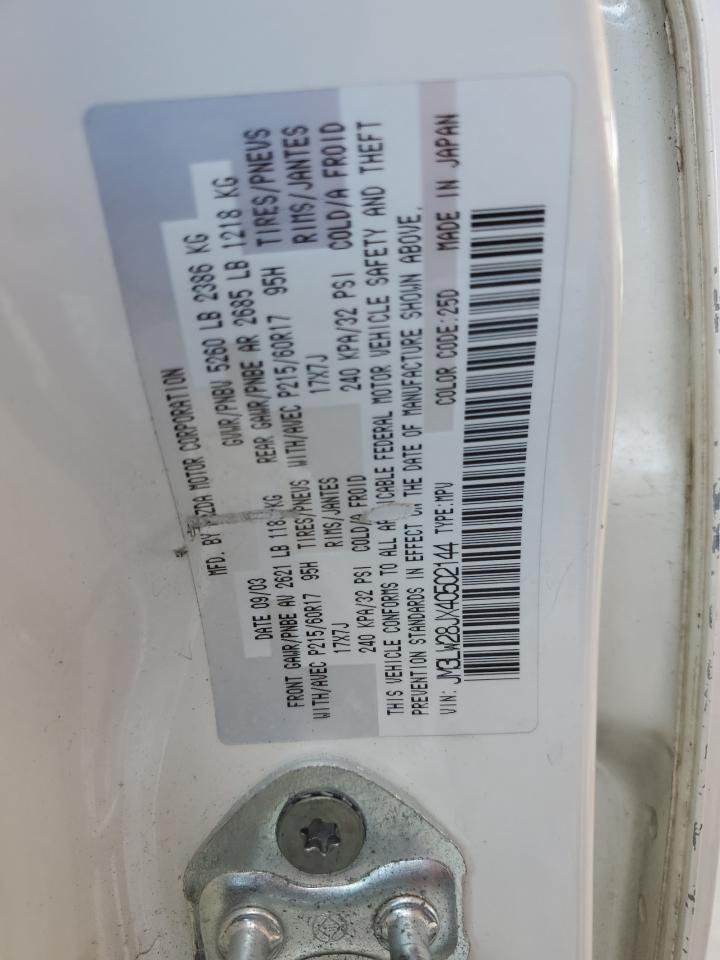 MFD. BY ZDA MOTOR CORPORATION
DATE 09/03 GVWR/PNBV 5260 LB 2386 KG
FRONT GAWR/PNBE AV 2621 LB 118 KG REAR GAWR/PNBE AR 2685 LB 1218 KG
WITH/AVEC P215/60R17 95H TIRES/PNEUS WITH/AVEC P215/60R17 95H TIRES/PNEUS
17X7J RIMS/JANTES 17X7J RIMS/JANTES
240 KPA/32 PSI COLD/A FROID 240 KPA/32 PSI COLD/A FROID
THIS VEHICLE CONFORMS TO ALL AP ICABLE FEDERAL MOTOR VEHICLE SAFETY AND THEFT
PREVENTION STANDARDS IN EFFECT ON THE DATE OF MANUFACTURE SHOWN ABOVE.
VIN: JM3LW28JX40502144 TYPE:MPV COLOR CODE:25D MADE IN JAPAN